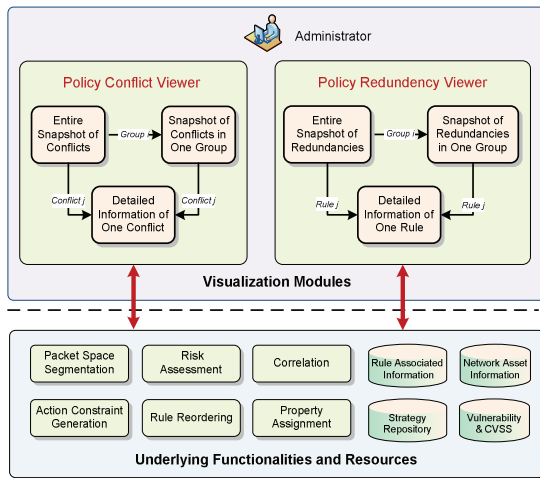 Administrator
Policy Conflict Viewer
Entire
Snapshot of
Conflicts
Group i
Snapshot of
Conflicts in
One Group
Conflict j
Conflict j
Detailed
Information of
One Conflict
Policy Redundency Viewer
Entire
Snapshot of
Redundancies
Group i
Snapshot of
Redundancies
in One Group
Rule j
Rule j
Detailed
Information of
One Rule
Visualization Modules
Packet Space
Segmentation
Risk
Assessment
Correlation
Rule Associated
Information
Network Asset
Information
Action Constraint
Generation
Rule Reordering
Property
Assignment
Strategy
Repository
Vulnerability
& CVSS
Underlying Functionalities and Resources